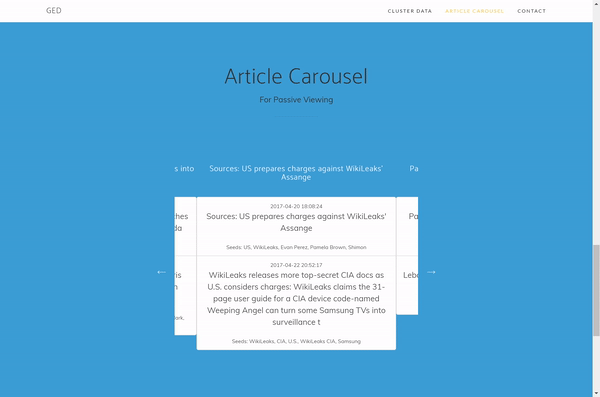 GED
CLUSTER DATA ARTICLE CAROUSEL CONTACT
Article Carousel
For Passive Viewing
s into
Sources: US prepares charges against WikiLeaks'
Assange
Pa
hes
da
ris
ork,
2017-04-20 18:08:24
Sources: US prepares charges against WikiLeaks'
Assange
Seeds: US, WikiLeaks, Evan Perez, Pamela Brown, Shimon
2017-04-22 20:52:17
WikiLeaks releases more top-secret CIA docs as
U.S. considers charges: WikiLeaks claims the 31-
page user guide for a CIA device code-named
Weeping Angel can turn some Samsung TVs into
surveillance t
Seeds: WikiLeaks, CIA, U.S., WikiLeaks CIA, Samsung
Pa
Leba